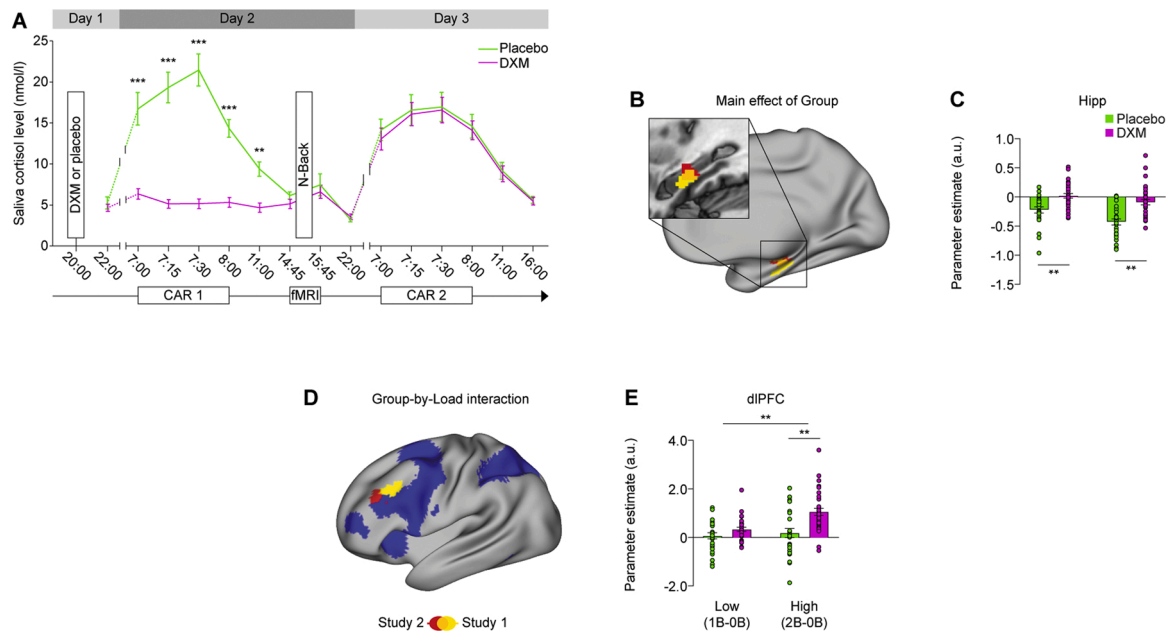 A
Day 1
Day 2
Day 3
Saliva cortisol level (nmol/l)
25
20
15
10
5
0
DXM or placebo
***
***
***
***
**
N-Back
Placebo
DXM
20:00
22:00
7:00
7:15
7:30
8:00
11:00
14:45
15:45
22:00
7:00
7:15
7:30
8:00
11:00
16:00
CAR 1
fMRI
CAR 2
B
Main effect of Group
C
Hipp
Placebo
DXM
Parameter estimate (a.u.)
1.0
0.5
0
-0.5
-1.0
-1.5
**
**
D
Group-by-Load interaction
Study 2
Study 1
E
dlPFC
**
**
Parameter estimate (a.u.)
4.0
2.0
0
-2.0
Low
(1B-0B)
High
(2B-0B)